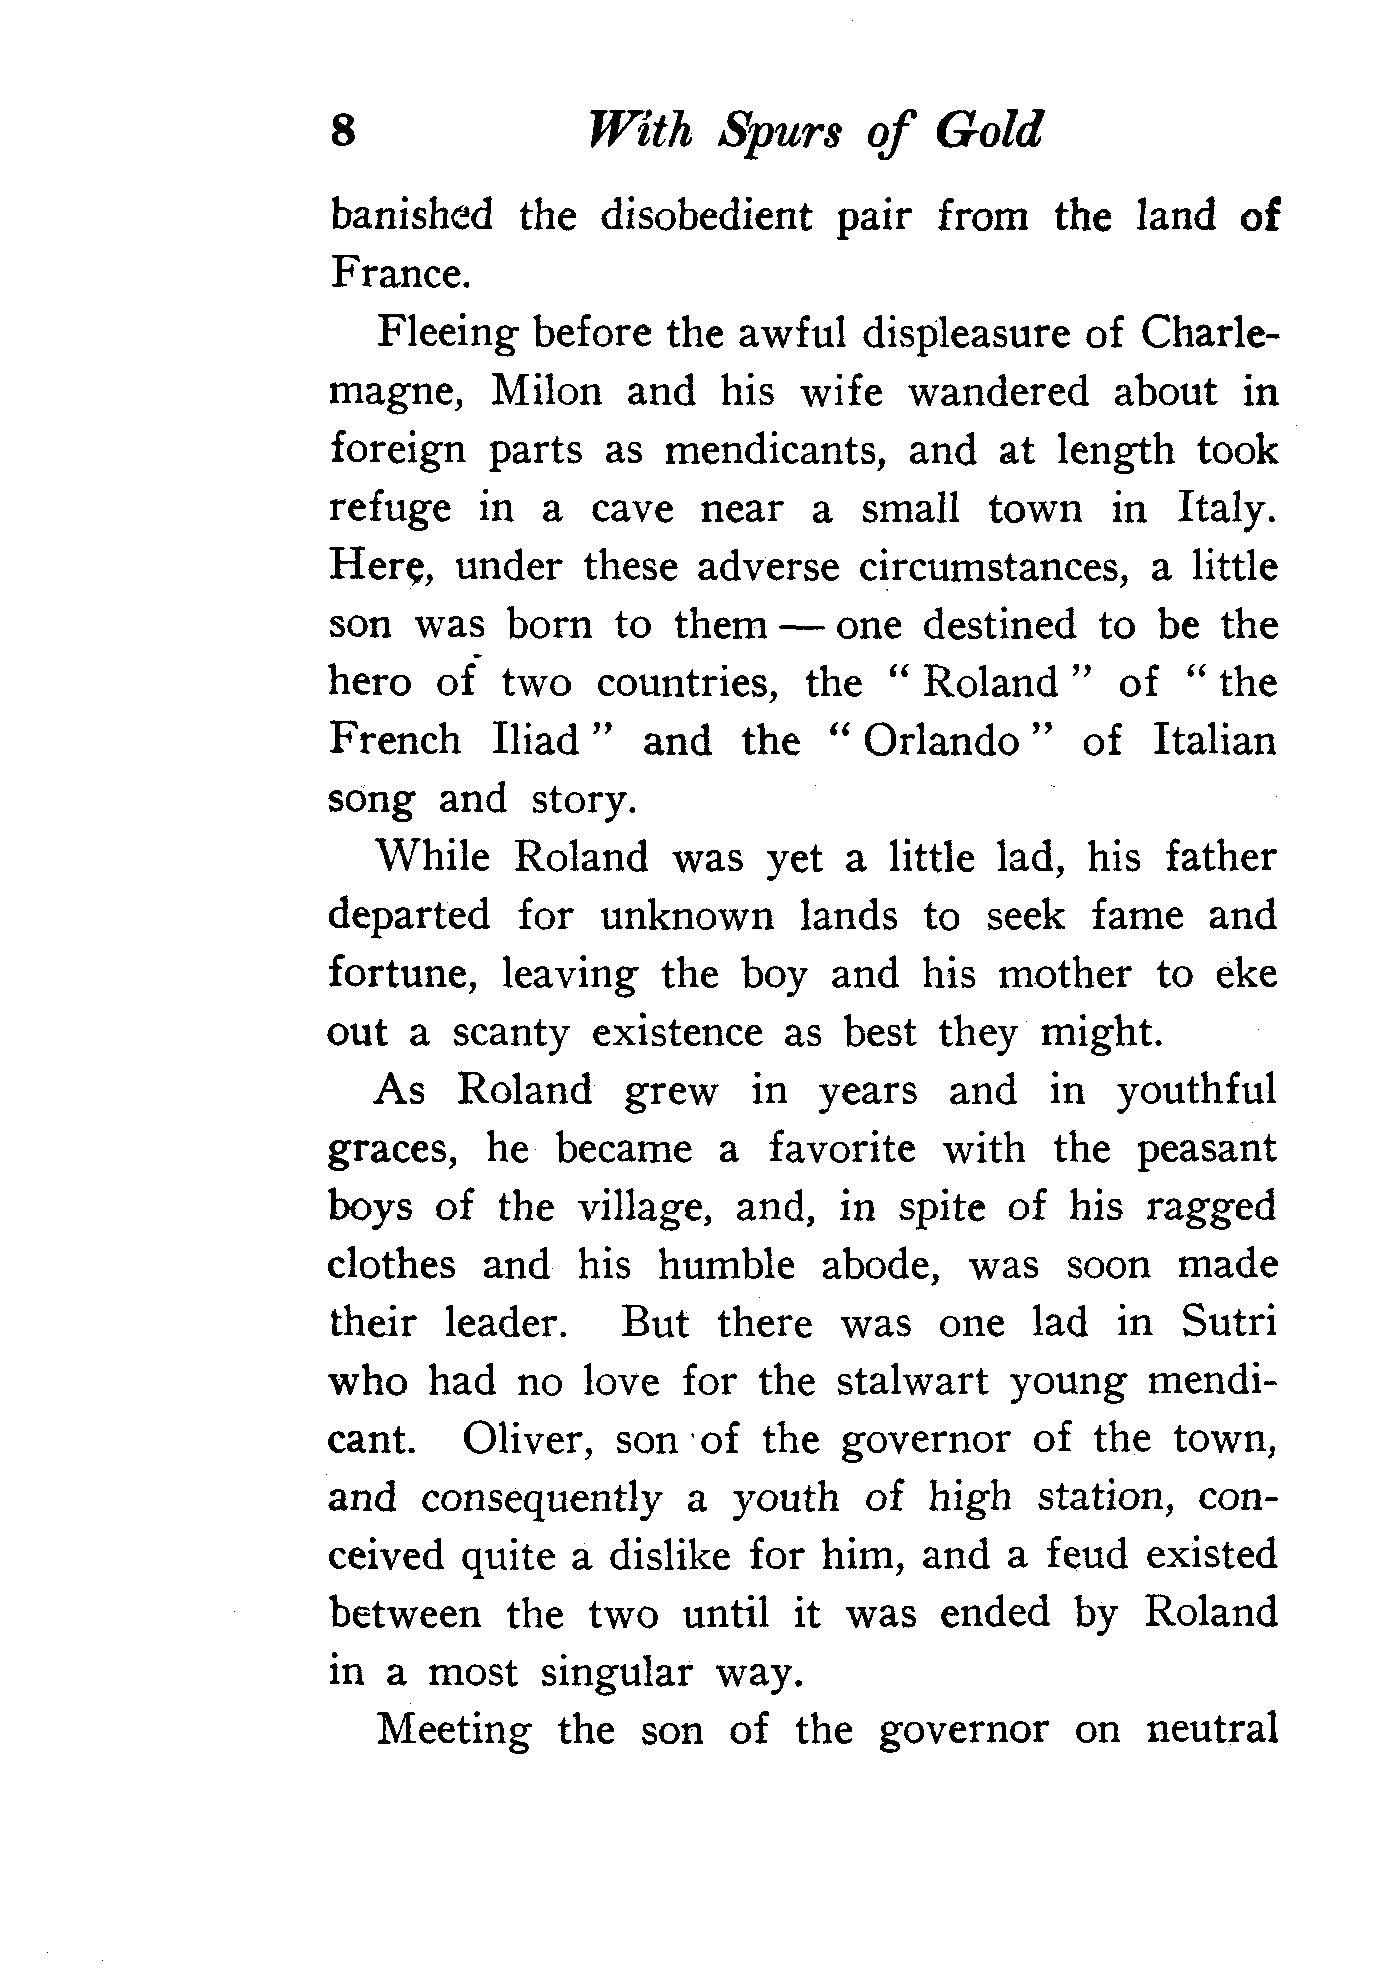 8 With Spurs of Gold
banished the disobedient pair from the land of
France.
Fleeing before the awful displeasure of Charle-
magne, Milon and his wife wandered about in
foreign parts as mendicants, and at length took
refuge in a cave near a small town in Italy.
Here, under these adverse circumstances, a little
son was born to them — one destined to be the
hero of two countries, the " Roland " of " the
French Iliad " and the " Orlando " of Italian
song and story.
While Roland was yet a little lad, his father
departed for unknown lands to seek fame and
fortune, leaving the boy and his mother to eke
out a scanty existence as best they might.
As Roland grew in years and in youthful
graces, he became a favorite with the peasant
boys of the village, and, in spite of his ragged
clothes and his humble abode, was soon made
their leader. But there was one lad in Sutri
who had no love for the stalwart young mendi-
cant. Oliver, son of the governor of the town,
and consequently a youth of high station, con-
ceived quite a dislike for him, and a feud existed
between the two until it was ended by Roland
in a most singular way.
Meeting the son of the governor on neutral